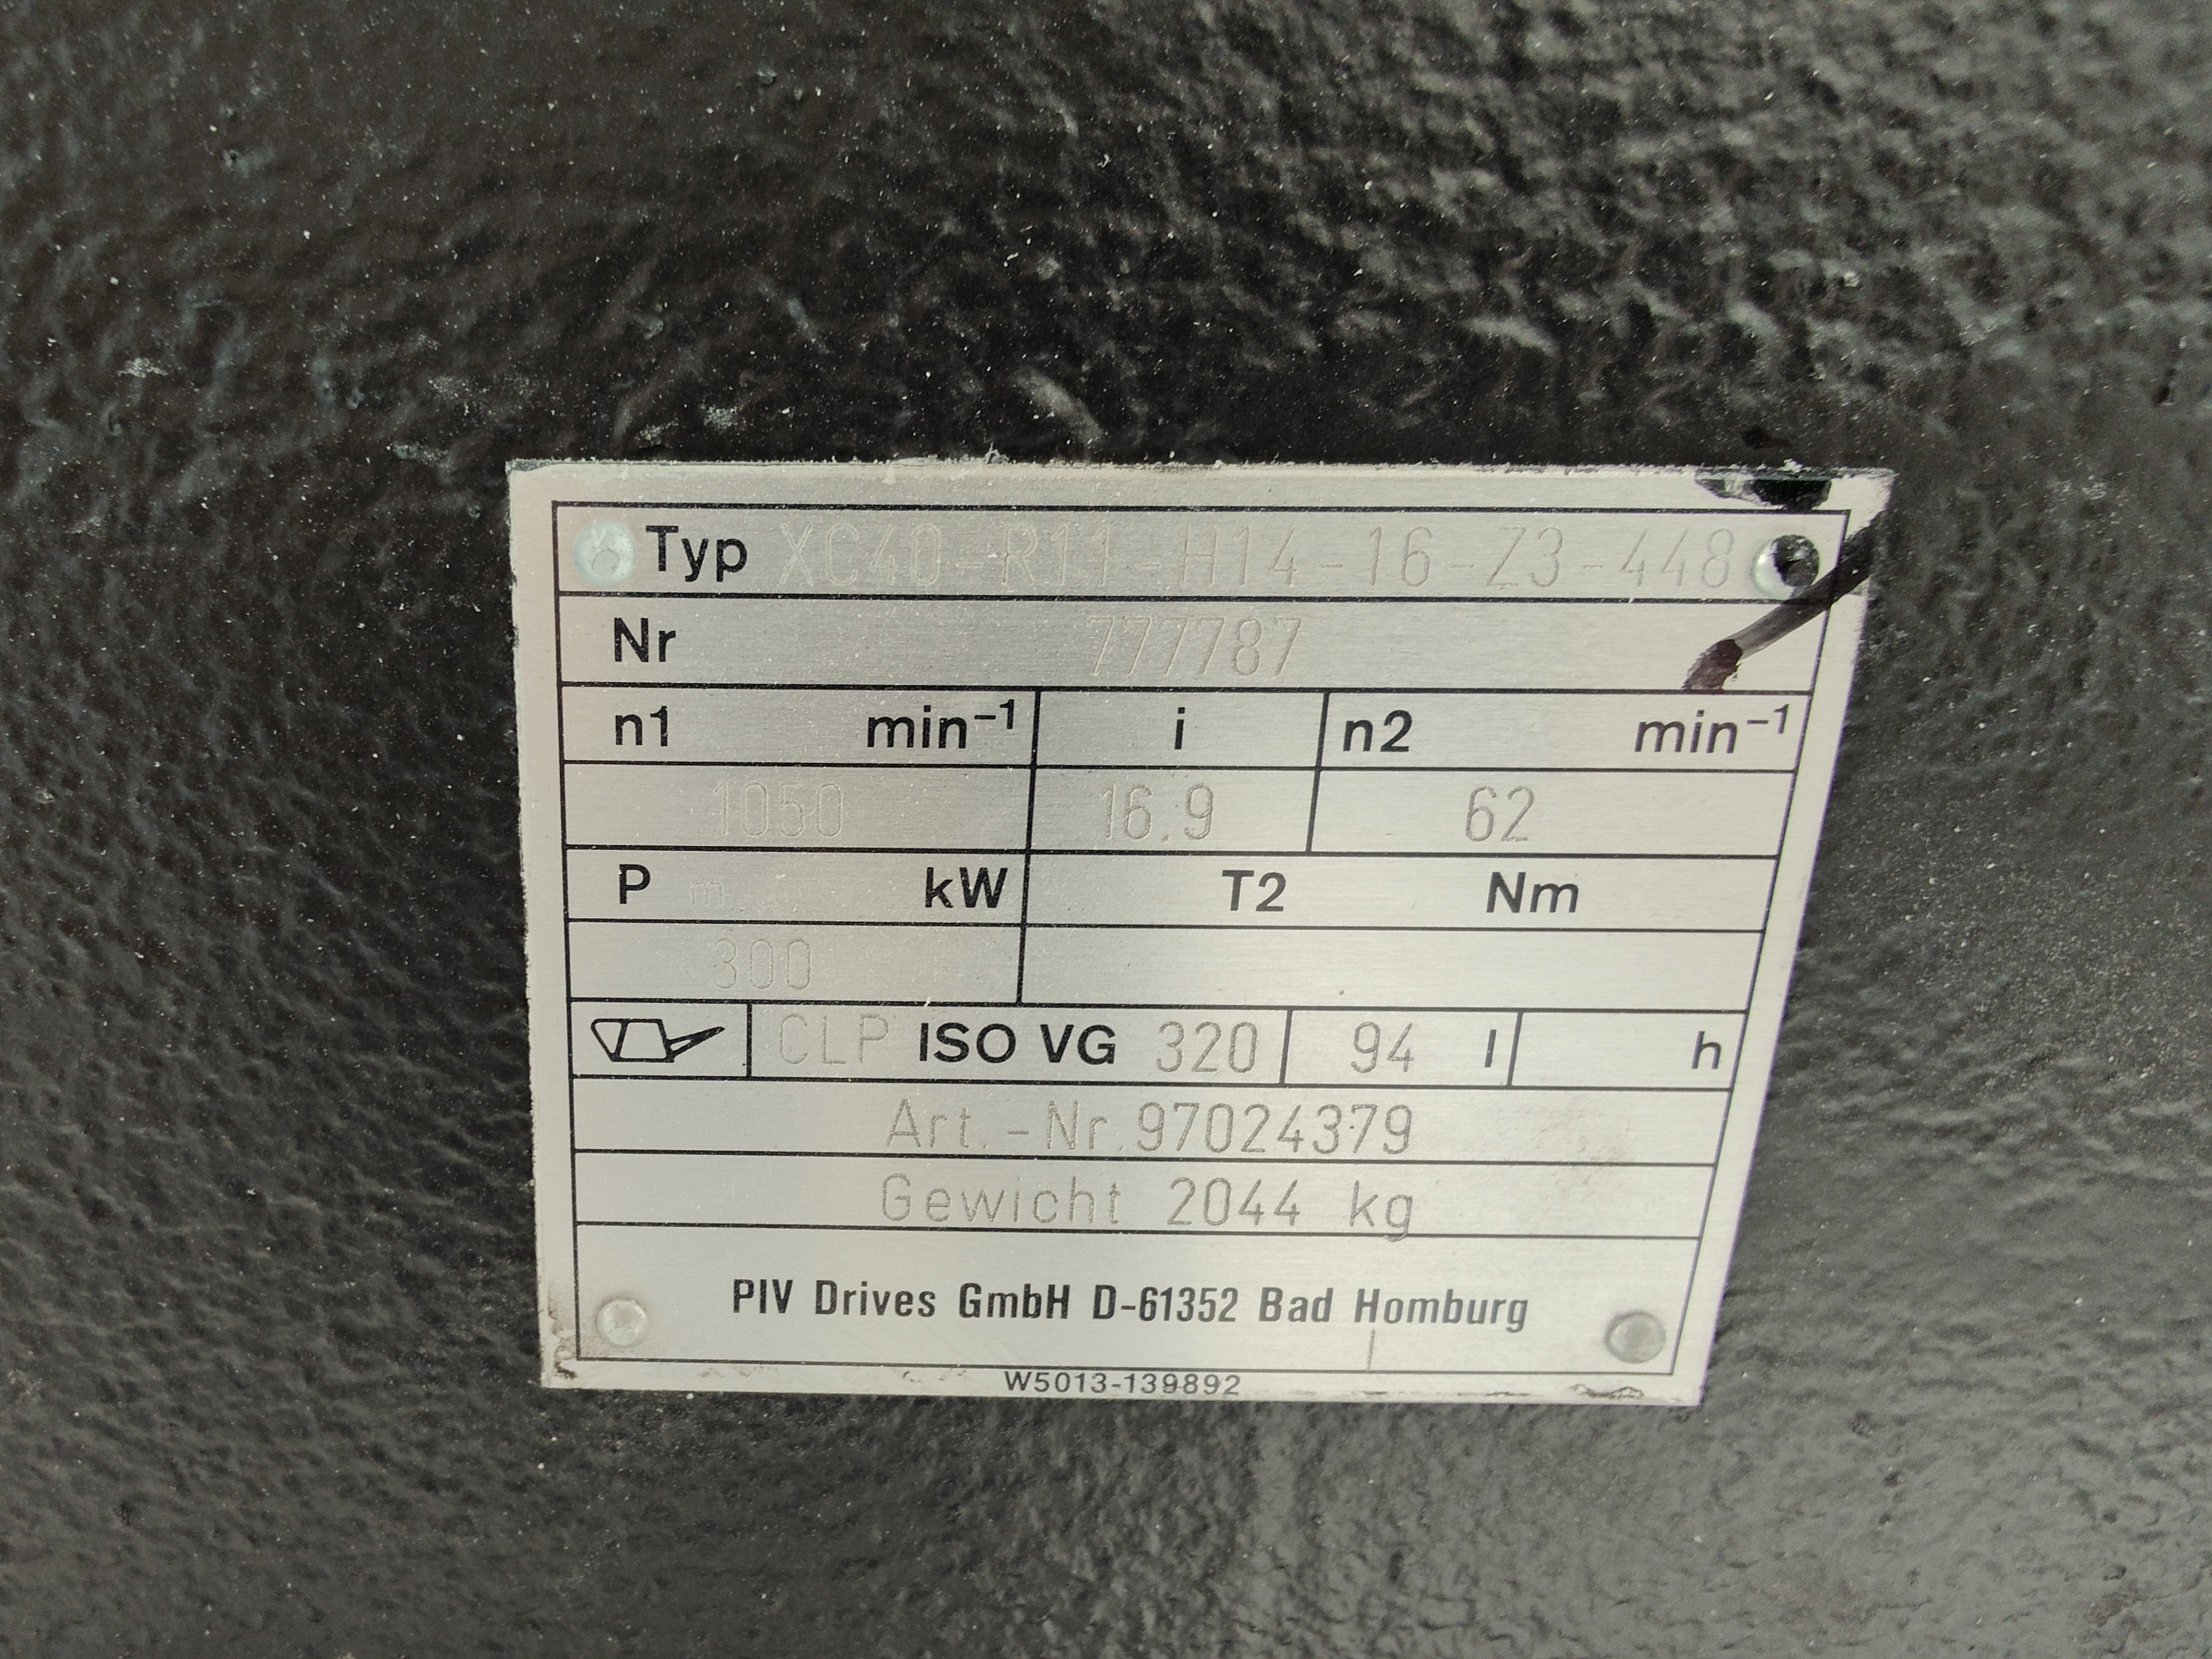 Typ XC40-R11-H14-16-Z3-448
Nr 777787
n1 min⁻¹ i n2 min⁻¹
1050 16.9 62
P m kW T2 Nm
300
CLP ISO VG 320 94 l h
Art.-Nr.97024379
Gewicht 2044 kg
PIV Drives GmbH D-61352 Bad Homburg
W5013-139892